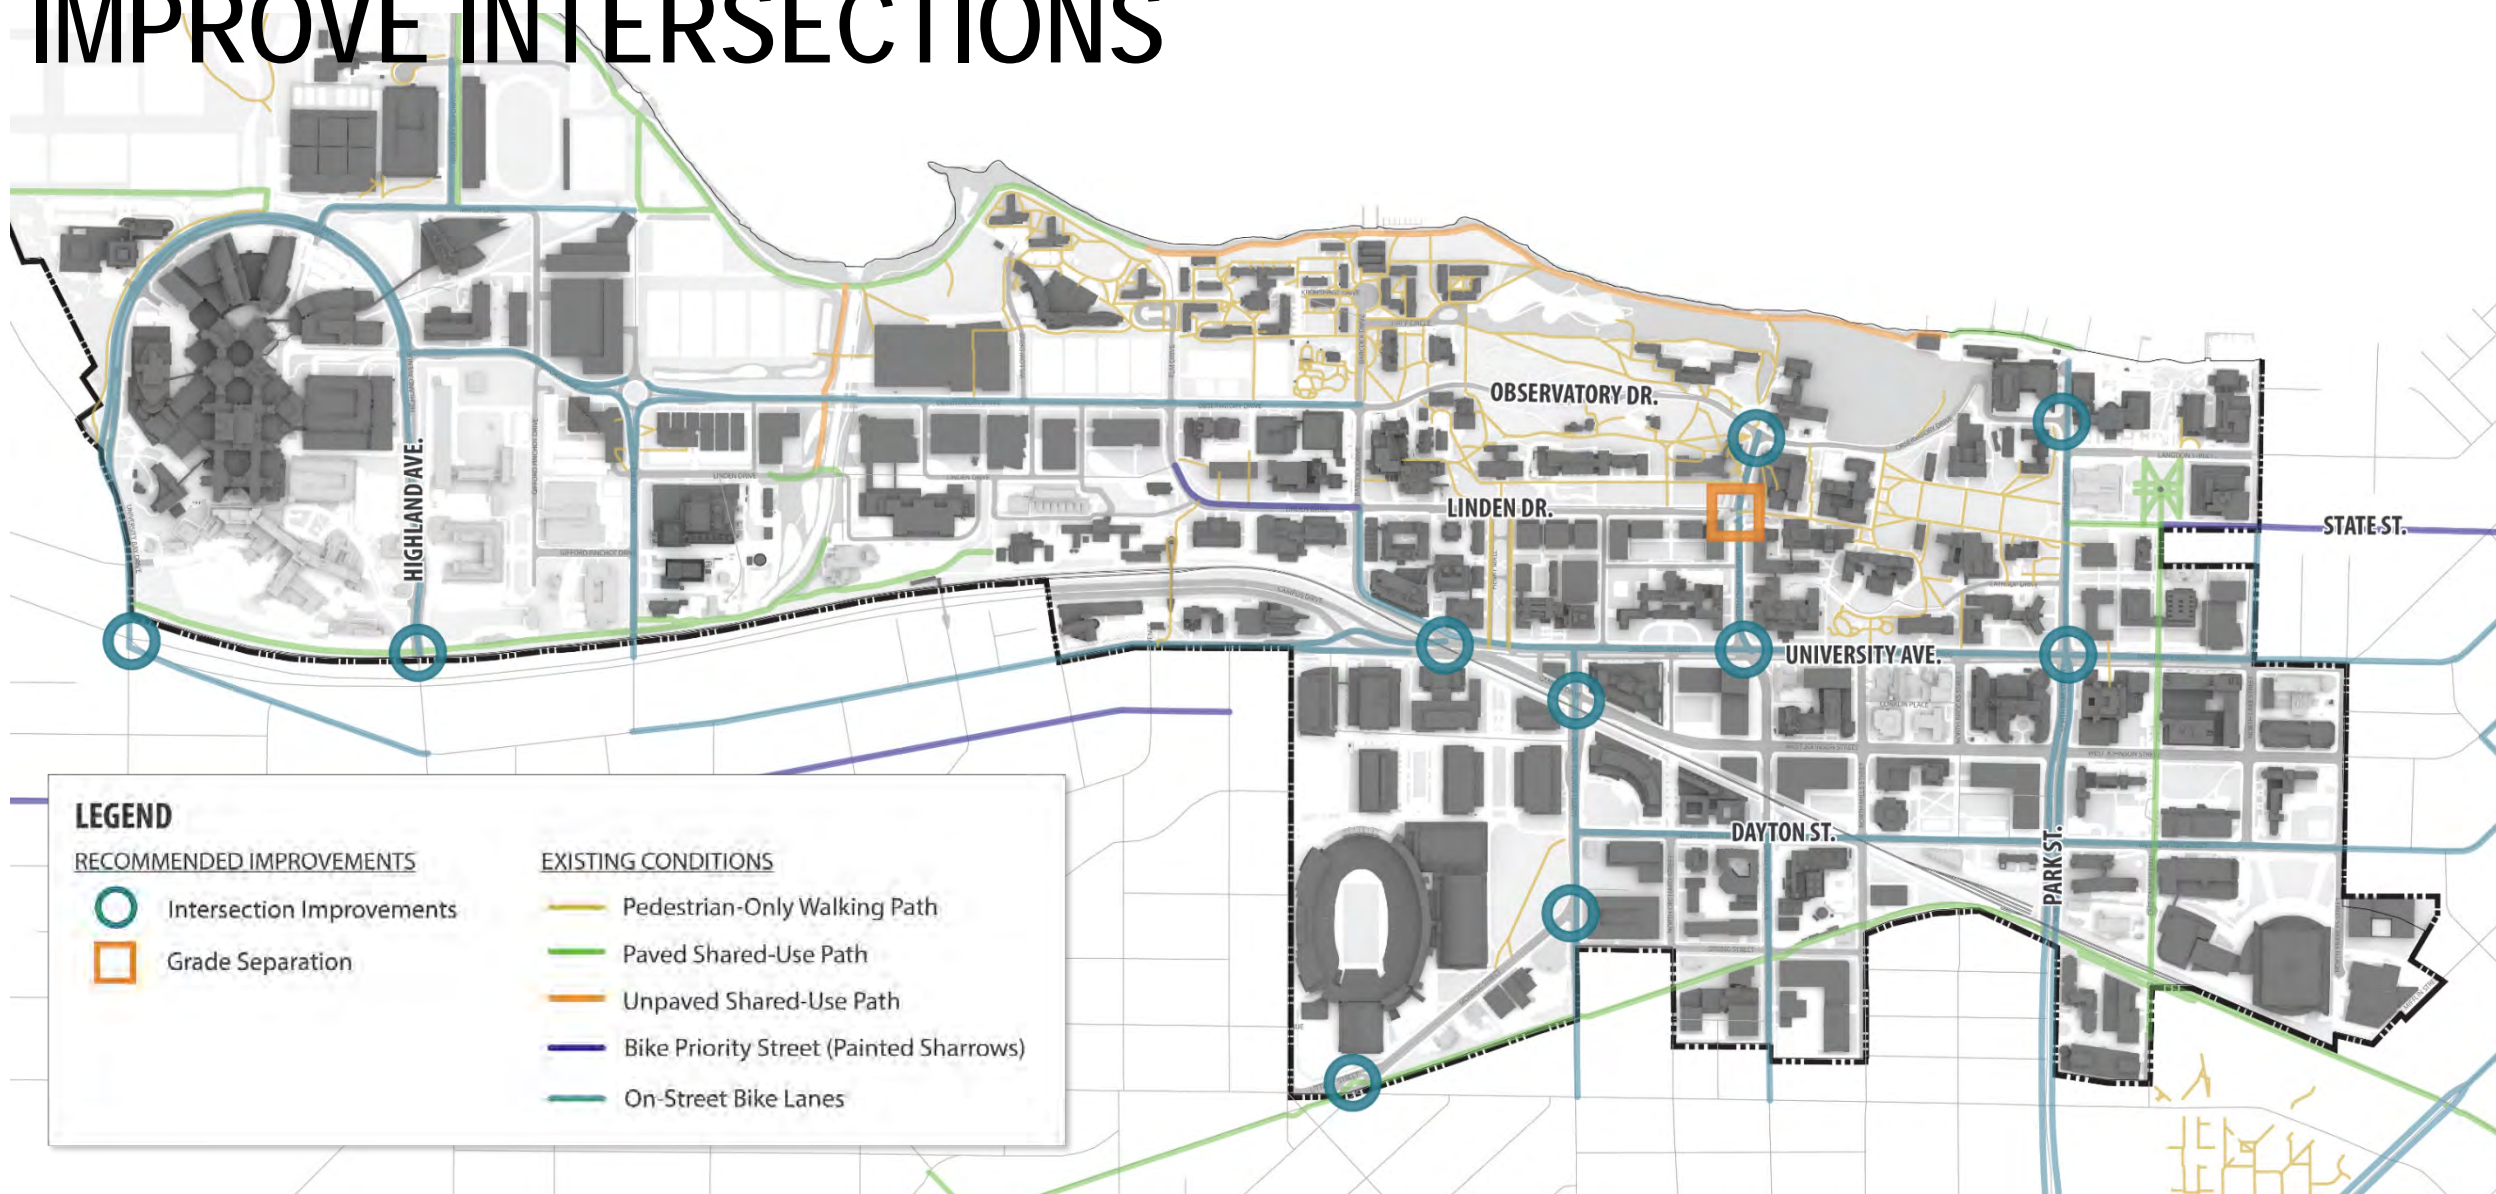 IMPROVE INTERSECTIONS
OBSERVATORY DR.
HIGHLAND AVE.
LINDEN DR.
STATE ST.
UNIVERSITY AVE.
DAYTON ST.
PARK ST.
LINDEN DRIVE
LEGEND
RECOMMENDED IMPROVEMENTS
Intersection Improvements
Grade Separation
EXISTING CONDITIONS
Pedestrian-Only Walking Path
Paved Shared-Use Path
Unpaved Shared-Use Path
Bike Priority Street (Painted Sharrows)
On-Street Bike Lanes